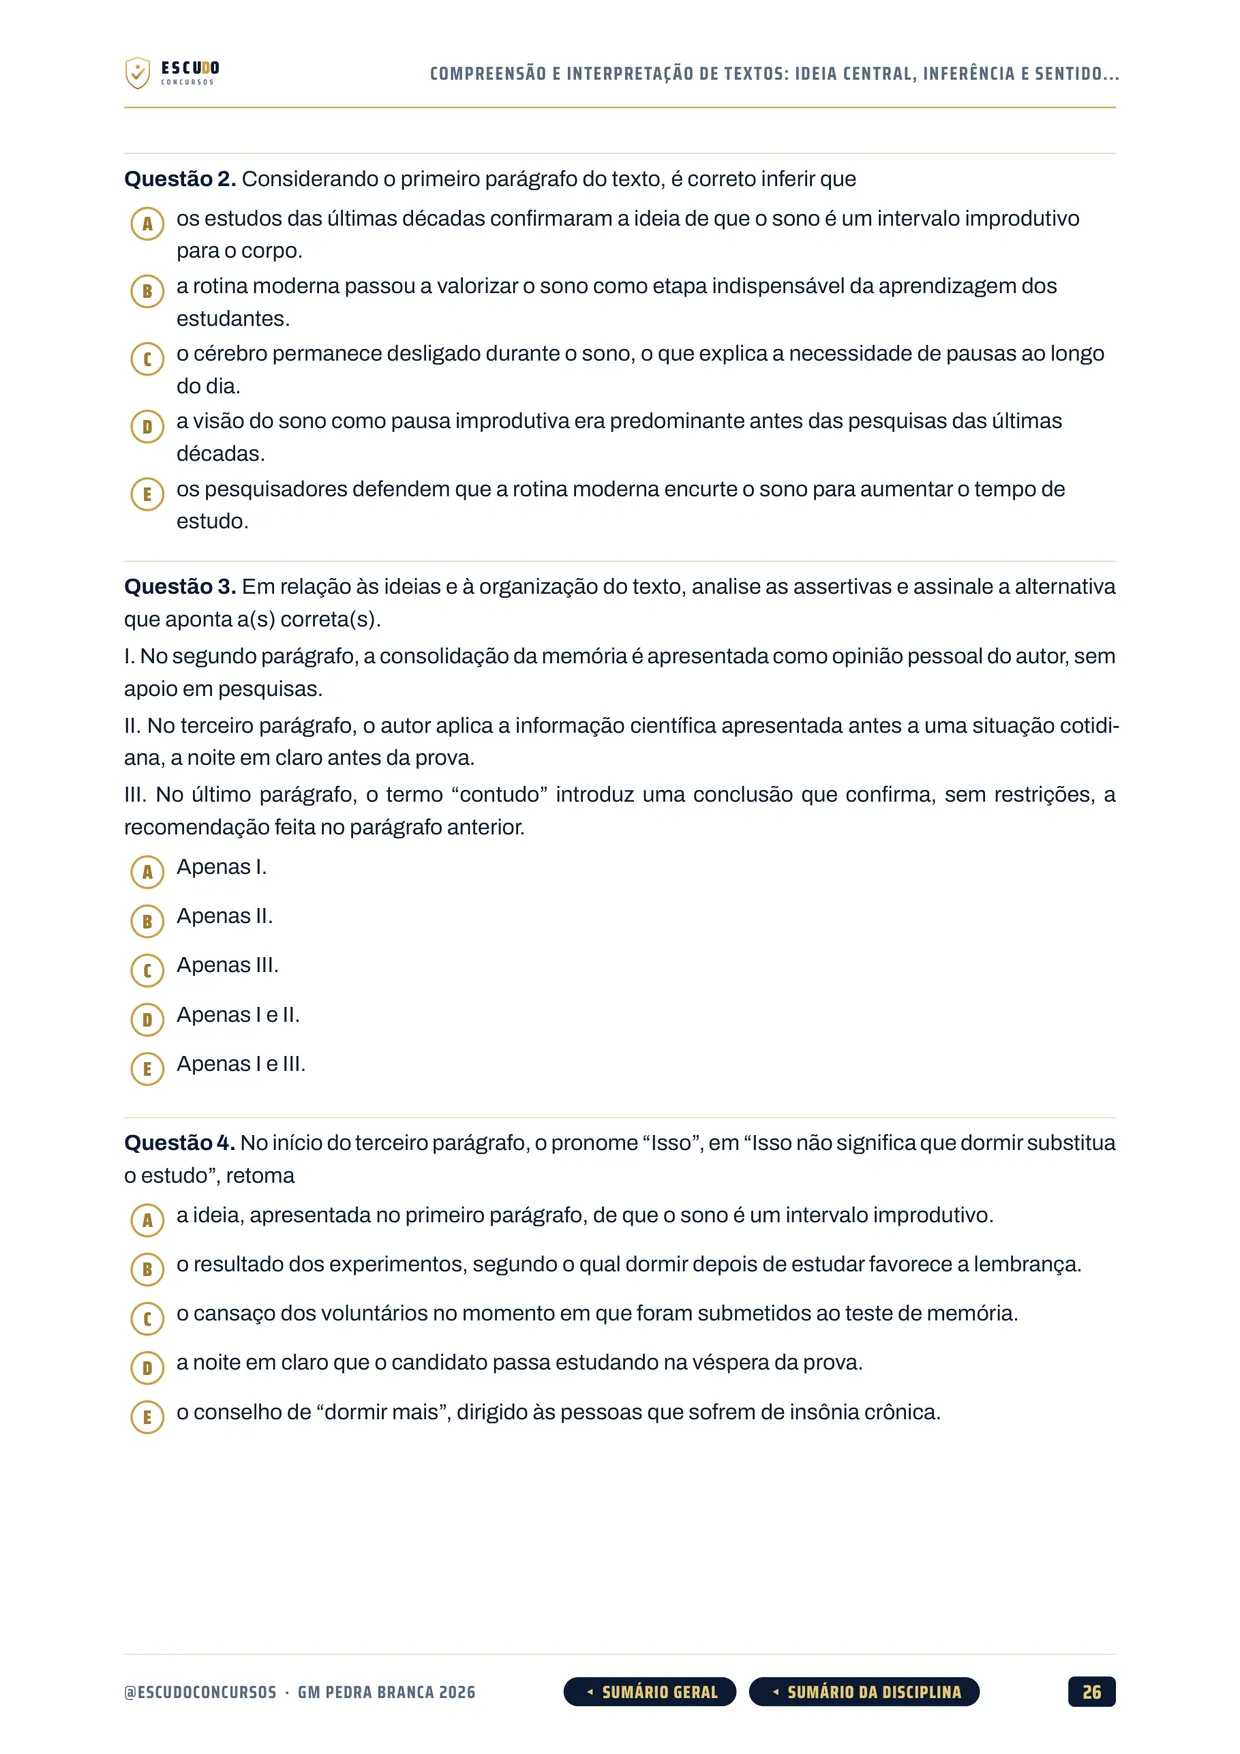 ESCUDO
CONCURSOS
COMPREENSÃO E INTERPRETAÇÃO DE TEXTOS: IDEIA CENTRAL, INFERÊNCIA E SENTIDO...
Questão 2. Considerando o primeiro parágrafo do texto, é correto inferir que
A os estudos das últimas décadas confirmaram a ideia de que o sono é um intervalo improdutivo
para o corpo.
B a rotina moderna passou a valorizar o sono como etapa indispensável da aprendizagem dos
estudantes.
C o cérebro permanece desligado durante o sono, o que explica a necessidade de pausas ao longo
do dia.
D a visão do sono como pausa improdutiva era predominante antes das pesquisas das últimas
décadas.
E os pesquisadores defendem que a rotina moderna encurte o sono para aumentar o tempo de
estudo.
Questão 3. Em relação às ideias e à organização do texto, analise as assertivas e assinale a alternativa
que aponta a(s) correta(s).
I. No segundo parágrafo, a consolidação da memória é apresentada como opinião pessoal do autor, sem
apoio em pesquisas.
II. No terceiro parágrafo, o autor aplica a informação científica apresentada antes a uma situação cotidi-
ana, a noite em claro antes da prova.
III. No último parágrafo, o termo “contudo” introduz uma conclusão que confirma, sem restrições, a
recomendação feita no parágrafo anterior.
A Apenas I.
B Apenas II.
C Apenas III.
D Apenas I e II.
E Apenas I e III.
Questão 4. No início do terceiro parágrafo, o pronome “Isso”, em “Isso não significa que dormir substitua
o estudo”, retoma
A a ideia, apresentada no primeiro parágrafo, de que o sono é um intervalo improdutivo.
B o resultado dos experimentos, segundo o qual dormir depois de estudar favorece a lembrança.
C o cansaço dos voluntários no momento em que foram submetidos ao teste de memória.
D a noite em claro que o candidato passa estudando na véspera da prova.
E o conselho de “dormir mais”, dirigido às pessoas que sofrem de insônia crônica.
@ESCUDOCONCURSOS · GM PEDRA BRANCA 2026
SUMÁRIO GERAL
SUMÁRIO DA DISCIPLINA
26